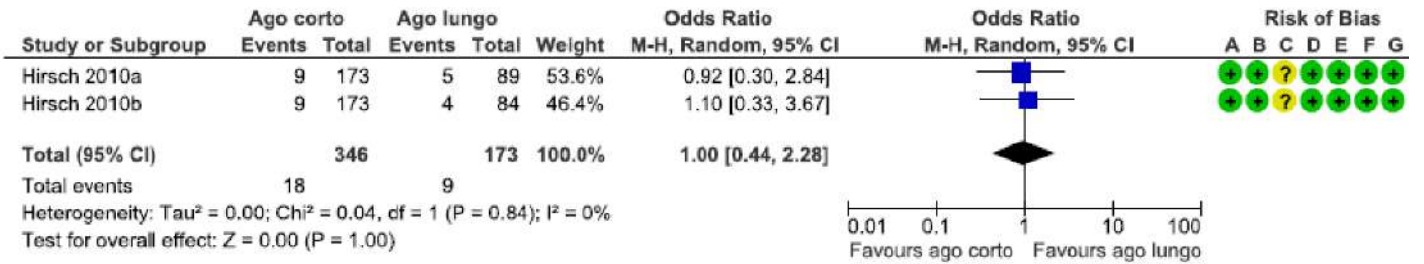 Ago corto Ago lungo Odds Ratio Odds Ratio Risk of Bias
Study or Subgroup Events Total Events Total Weight M-H, Random, 95% CI M-H, Random, 95% CI A B C D E F G
Hirsch 2010a 9 173 5 89 53.6% 0.92 [0.30, 2.84] + + ? + + + +
Hirsch 2010b 9 173 4 84 46.4% 1.10 [0.33, 3.67] + + ? + + + +
Total (95% CI) 346 173 100.0% 1.00 [0.44, 2.28]
Total events 18 9
Heterogeneity: Tau² = 0.00; Chi² = 0.04, df = 1 (P = 0.84); I² = 0%
Test for overall effect: Z = 0.00 (P = 1.00)
0.01 0.1 1 10 100
Favours ago corto Favours ago lungo